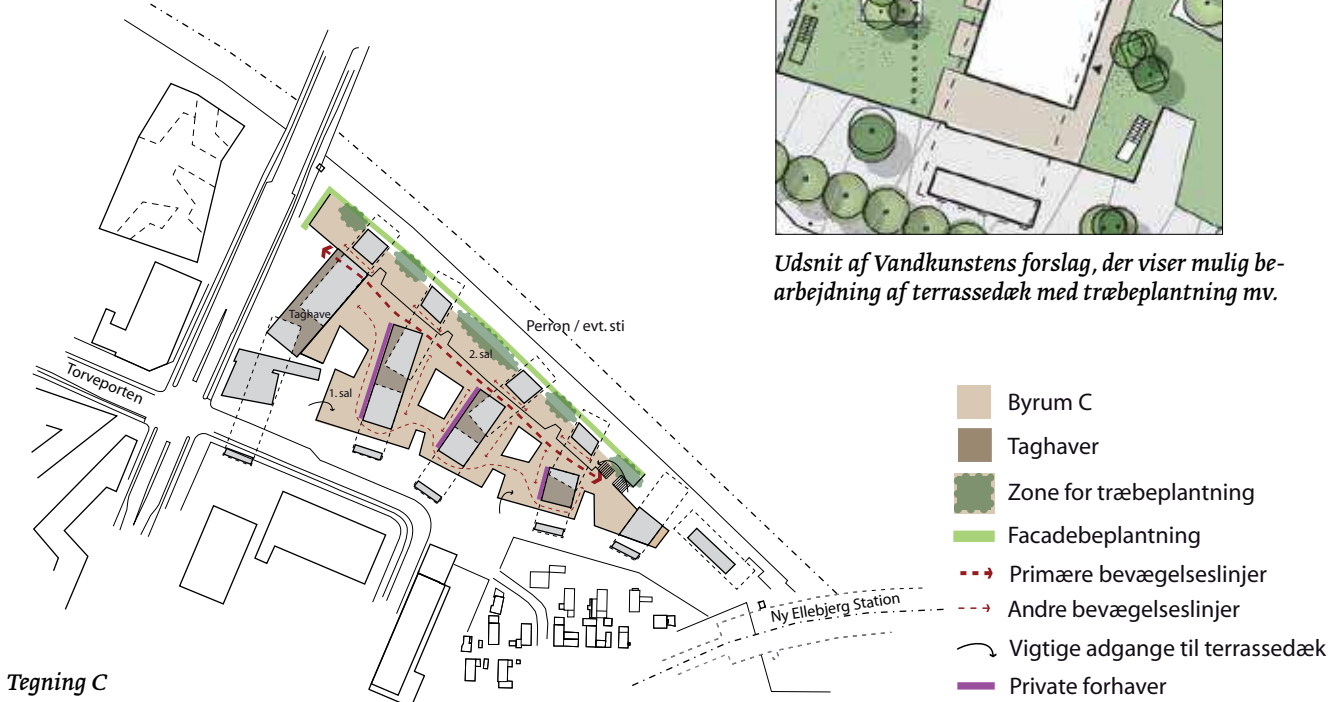 Udsnit af Vandkunstens forslag, der viser mulig be-
arbejdning af terrassedæk med træbeplantning mv.
Taghave
Perron / evt. sti
2. sal
Torveporten
1. sal
Ny Ellebjerg Station
Byrum C
Taghaver
Zone for træbeplantning
Facadebeplantning
Primære bevægelseslinjer
Andre bevægelseslinjer
Vigtige adgange til terrassedæk
Private forhaver
Tegning C